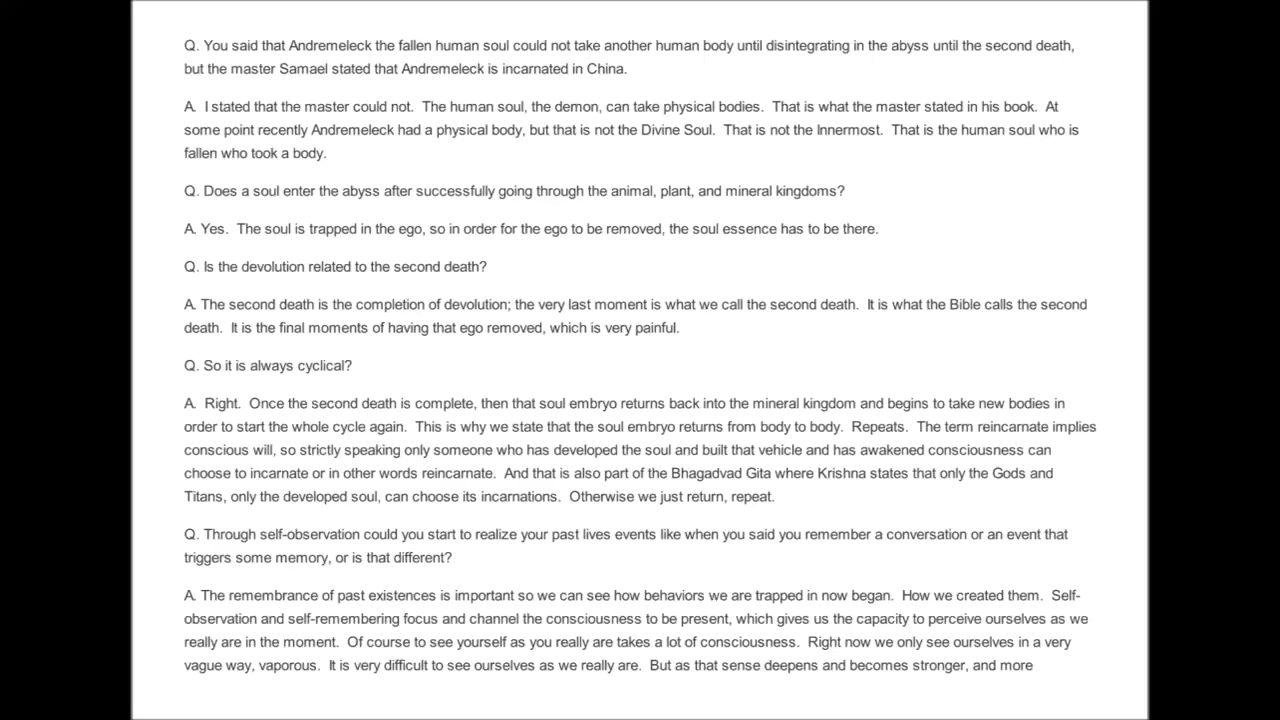 Q. You said that Andremeleck the fallen human soul could not take another human body until disintegrating in the abyss until the second death,
but the master Samael stated that Andremeleck is incarnated in China.
A. I stated that the master could not. The human soul, the demon, can take physical bodies. That is what the master stated in his book. At
some point recently Andremeleck had a physical body, but that is not the Divine Soul. That is not the Innermost. That is the human soul who is
fallen who took a body.
Q. Does a soul enter the abyss after successfully going through the animal, plant, and mineral kingdoms?
A. Yes. The soul is trapped in the ego, so in order for the ego to be removed, the soul essence has to be there.
Q. Is the devolution related to the second death?
A. The second death is the completion of devolution; the very last moment is what we call the second death. It is what the Bible calls the second
death. It is the final moments of having that ego removed, which is very painful.
Q. So it is always cyclical?
A. Right. Once the second death is complete, then that soul embryo returns back into the mineral kingdom and begins to take new bodies in
order to start the whole cycle again. This is why we state that the soul embryo returns from body to body. Repeats. The term reincarnate implies
conscious will, so strictly speaking only someone who has developed the soul and built that vehicle and has awakened consciousness can
choose to incarnate or in other words reincarnate. And that is also part of the Bhagadvad Gita where Krishna states that only the Gods and
Titans, only the developed soul, can choose its incarnations. Otherwise we just return, repeat.
Q. Through self-observation could you start to realize your past lives events like when you said you remember a conversation or an event that
triggers some memory, or is that different?
A. The remembrance of past existences is important so we can see how behaviors we are trapped in now began. How we created them. Self-
observation and self-remembering focus and channel the consciousness to be present, which gives us the capacity to perceive ourselves as we
really are in the moment. Of course to see yourself as you really are takes a lot of consciousness. Right now we only see ourselves in a very
vague way, vaporous. It is very difficult to see ourselves as we really are. But as that sense deepens and becomes stronger, and more